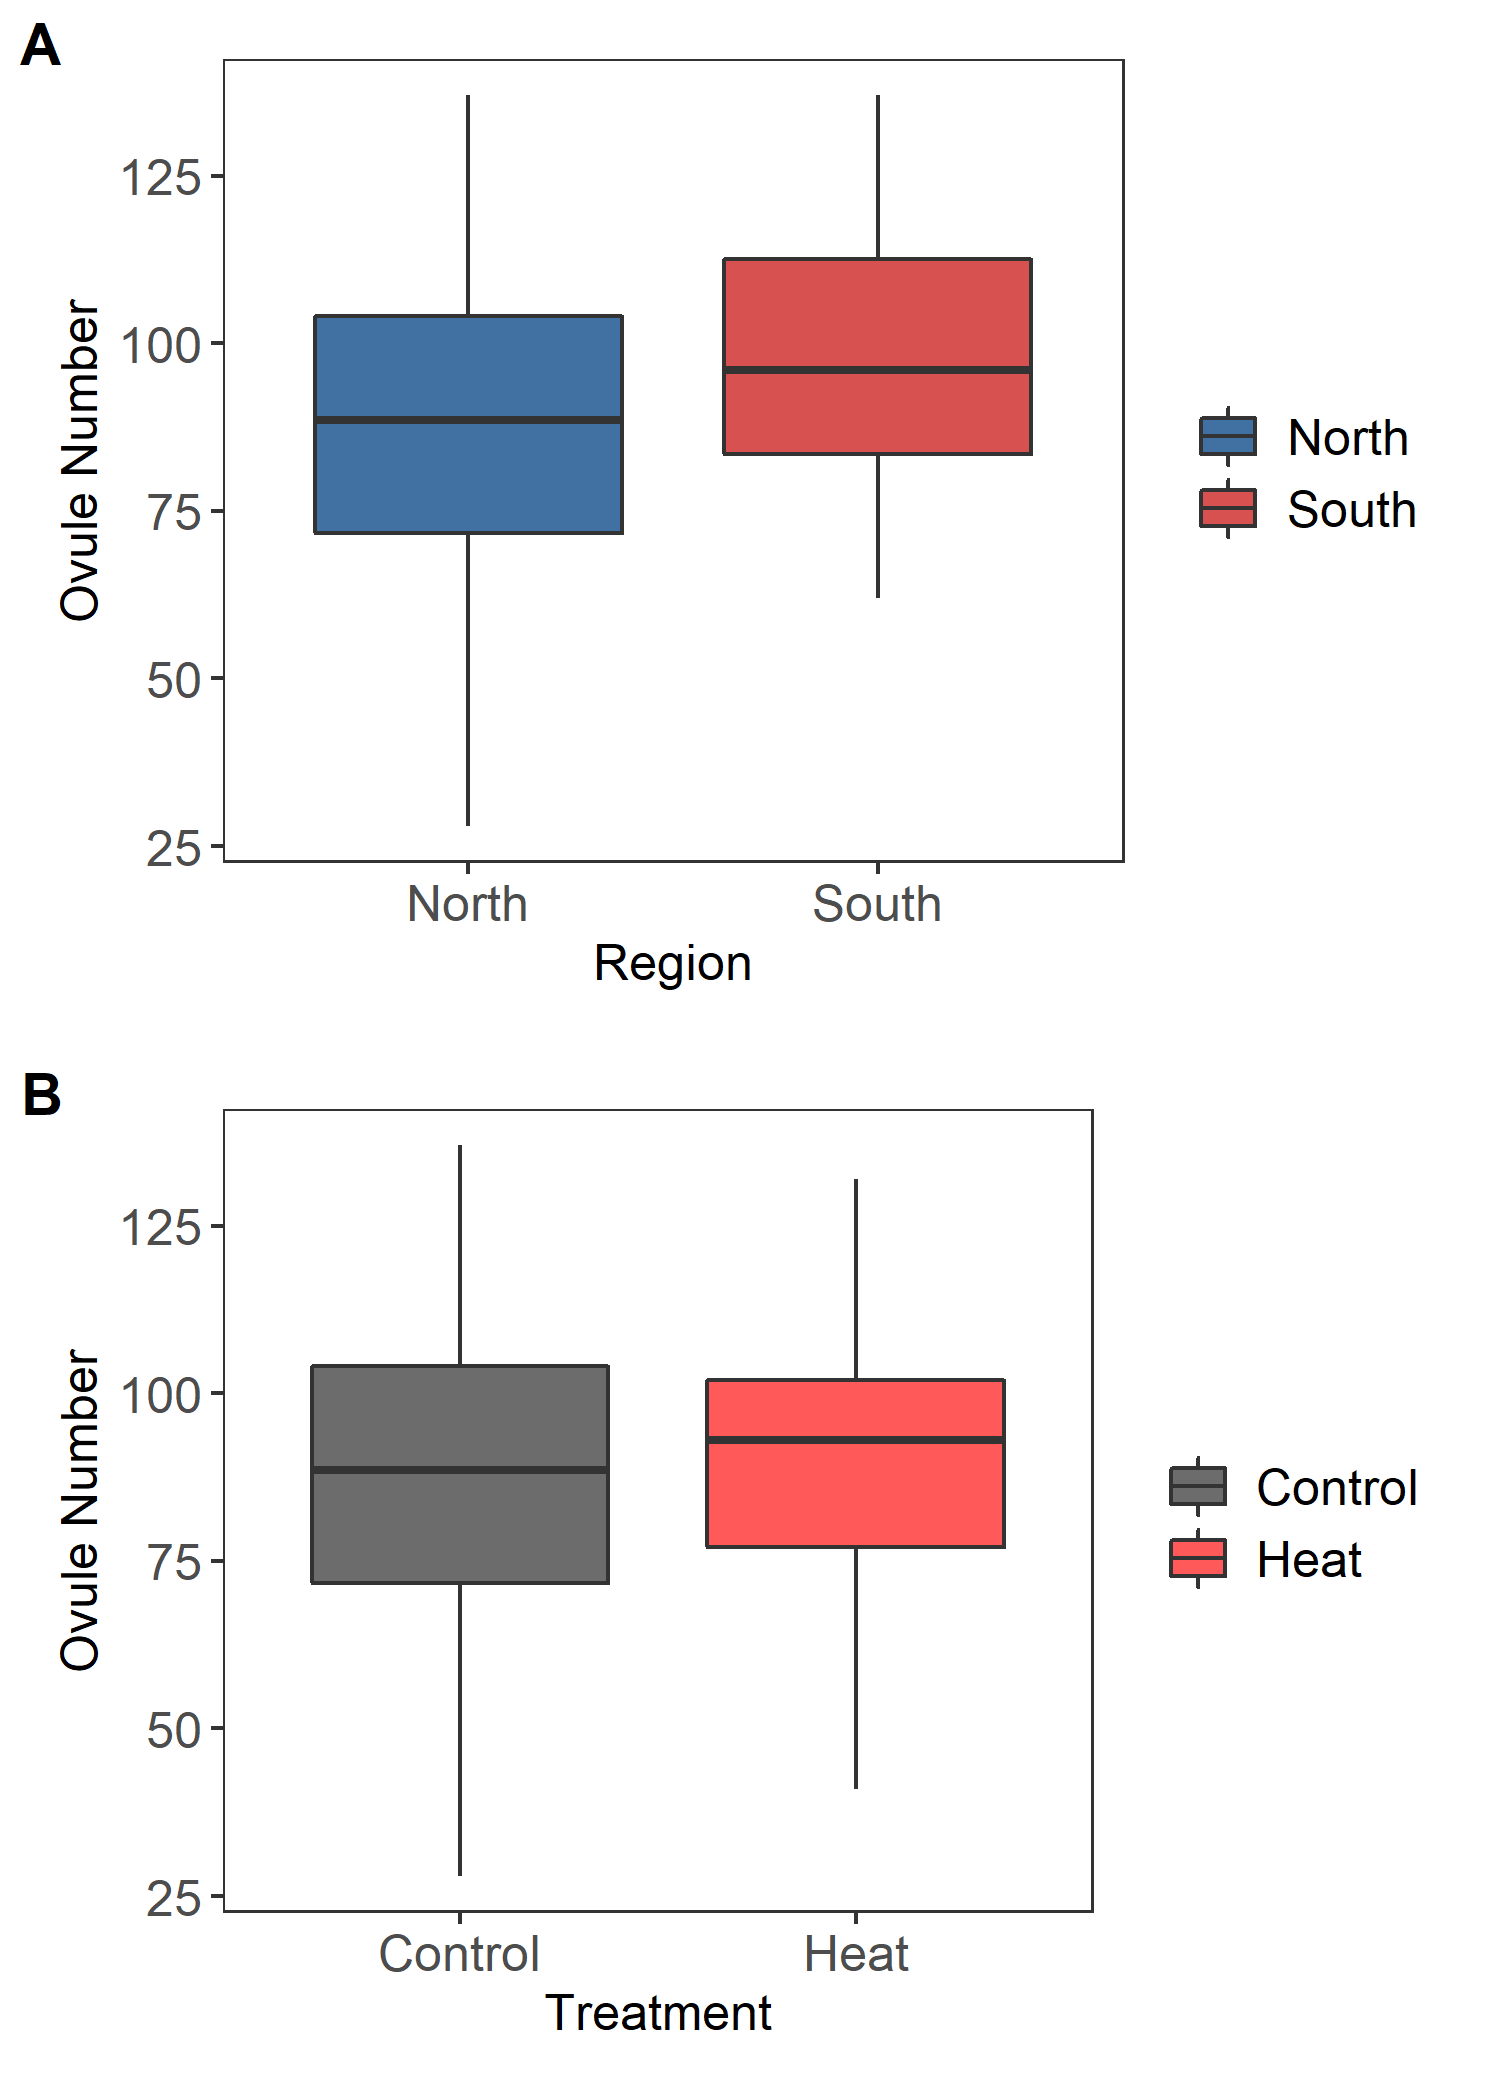 A
Ovule Number
125
100
75
50
25
North
South
Region
North
South
B
Ovule Number
125
100
75
50
25
Control
Heat
Treatment
Control
Heat